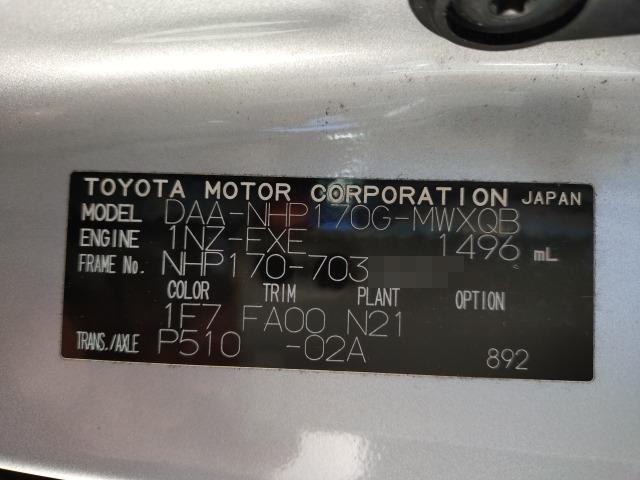 TOYOTA MOTOR CORPORATION JAPAN
MODEL DAA-NHP170G-MWXQB
ENGINE 1NZ-FXE 1496 mL
FRAME No. NHP170-703
COLOR TRIM PLANT OPTION
1F7 FA00 N21
TRANS./AXLE P510 -02A 892